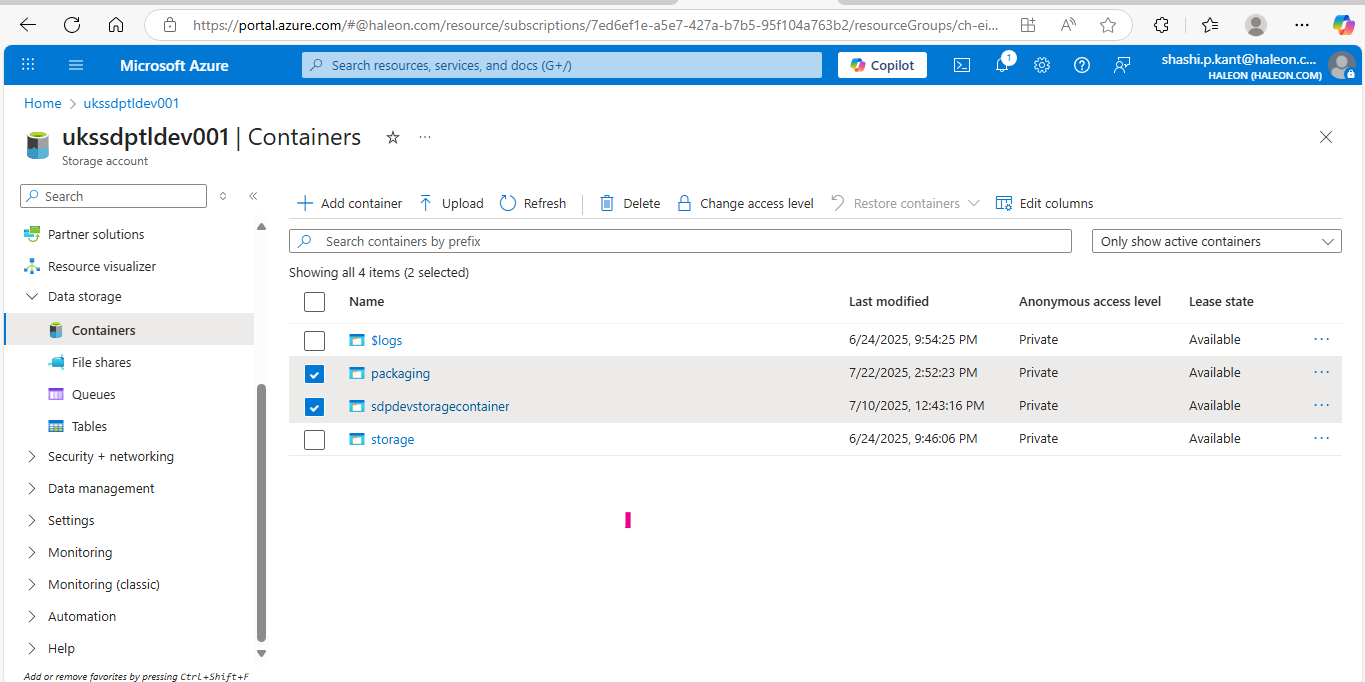 https://portal.azure.com/#@haleon.com/resource/subscriptions/7ed6ef1e-a5e7-427a-b7b5-95f104a763b2/resourceGroups/ch-ei...
Microsoft Azure
Search resources, services, and docs (G+/)
Copilot
1
shashi.p.kant@haleon.c...
HALEON (HALEON.COM)
Home > ukssdptldev001
ukssdptldev001 | Containers
Storage account
Search
Add container Upload Refresh Delete Change access level Restore containers Edit columns
Partner solutions
Resource visualizer
Data storage
Containers
File shares
Queues
Tables
Security + networking
Data management
Settings
Monitoring
Monitoring (classic)
Automation
Help
Add or remove favorites by pressing Ctrl+Shift+F
Search containers by prefix
Only show active containers
Showing all 4 items (2 selected)
Name Last modified Anonymous access level Lease state
$logs 6/24/2025, 9:54:25 PM Private Available
packaging 7/22/2025, 2:52:23 PM Private Available
sdpdevstoragecontainer 7/10/2025, 12:43:16 PM Private Available
storage 6/24/2025, 9:46:06 PM Private Available